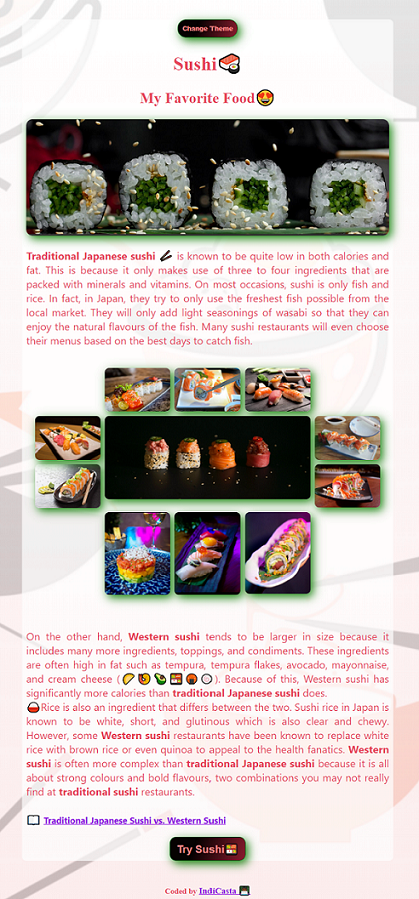 Change Theme
Sushi🍣
My Favorite Food😍
Traditional Japanese sushi 🥢 is known to be quite low in both calories and
fat. This is because it only makes use of three to four ingredients that are
packed with minerals and vitamins. On most occasions, sushi is only fish and
rice. In fact, in Japan, they try to only use the freshest fish possible from the
local market. They will only add light seasonings of wasabi so that they can
enjoy the natural flavours of the fish. Many sushi restaurants will even choose
their menus based on the best days to catch fish.
On the other hand, Western sushi tends to be larger in size because it
includes many more ingredients, toppings, and condiments. These ingredients
are often high in fat such as tempura, tempura flakes, avocado, mayonnaise,
and cream cheese (🌮🍤🥑🍱🍘🍥). Because of this, Western sushi has
significantly more calories than traditional Japanese sushi does.
🍚Rice is also an ingredient that differs between the two. Sushi rice in Japan is
known to be white, short, and glutinous which is also clear and chewy.
However, some Western sushi restaurants have been known to replace white
rice with brown rice or even quinoa to appeal to the health fanatics. Western
sushi is often more complex than traditional Japanese sushi because it is all
about strong colours and bold flavours, two combinations you may not really
find at traditional sushi restaurants.
📖 Traditional Japanese Sushi vs. Western Sushi
Try Sushi🍱
Coded by IndiCasta 👩‍💻